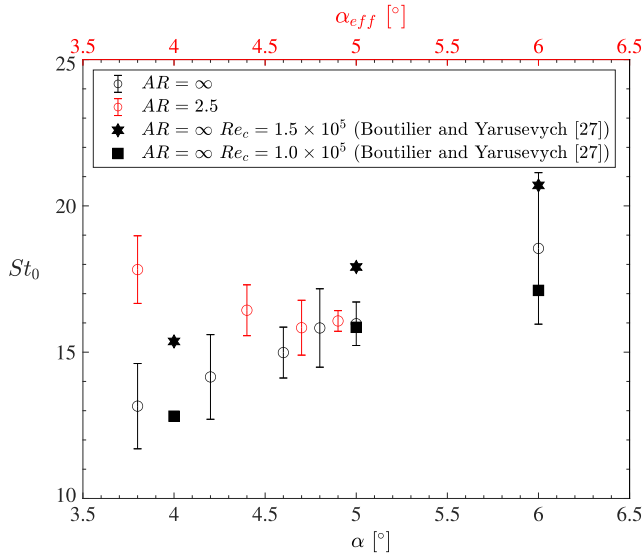 α_eff [°]
3.5 4 4.5 5 5.5 6 6.5
25
AR = ∞
AR = 2.5
AR = ∞ Re_c = 1.5 × 10^5 (Boutilier and Yarusevych [27])
AR = ∞ Re_c = 1.0 × 10^5 (Boutilier and Yarusevych [27])
20
St_0
15
10
3.5 4 4.5 5 5.5 6 6.5
α [°]